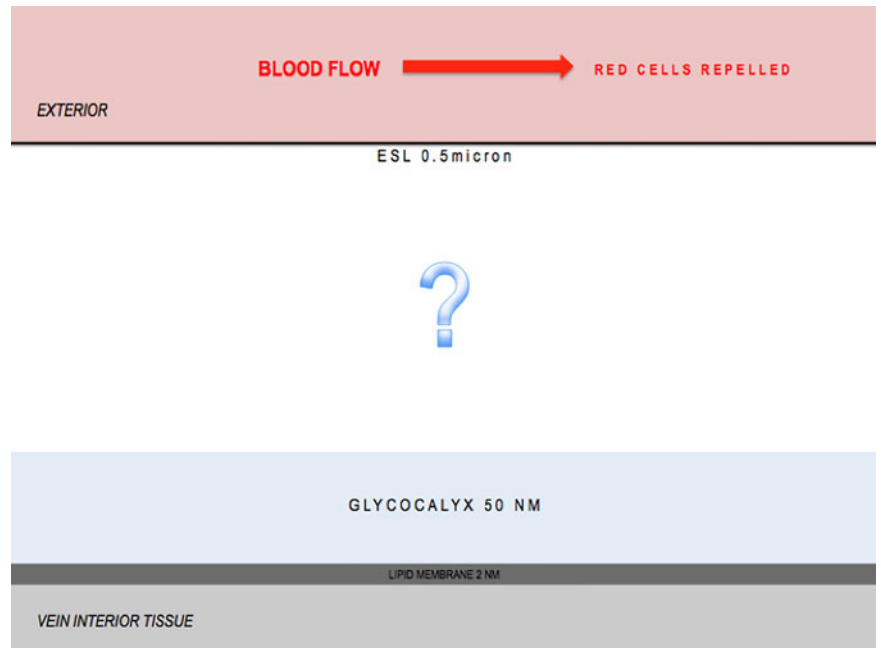 BLOOD FLOW RED CELLS REPELLED
EXTERIOR
ESL 0.5micron
?
GLYCOCALYX 50 NM
LIPID MEMBRANE 2 NM
VEIN INTERIOR TISSUE